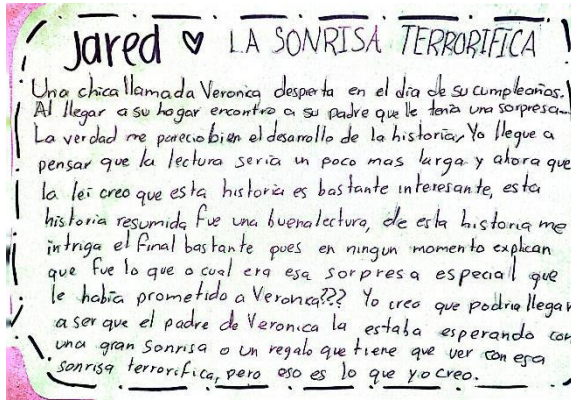 Jared ♡ LA SONRISA TERRORIFICA
Una chica llamada Veronica despierta en el dia de su cumpleaños.
Al llegar a su hogar encontro a su padre que le tenia una sorpresa...
La verdad me parecio bien el desarrollo de la historia, Yo llegue a
pensar que la lectura seria un poco mas larga y ahora que
la lei creo que esta historia es bastante interesante, esta
historia resumida fue una buena lectura, de esta historia me
intriga el final bastante pues en ningun momento explican
que fue lo que o cual era esa sorpresa especial que
le habia prometido a Veronica??? Yo creo que podria llegar
a ser que el padre de Veronica la estaba esperando con
una gran sonrisa o un regalo que tiene que ver con esa
sonrisa terrorifica, pero eso es lo que yo creo.